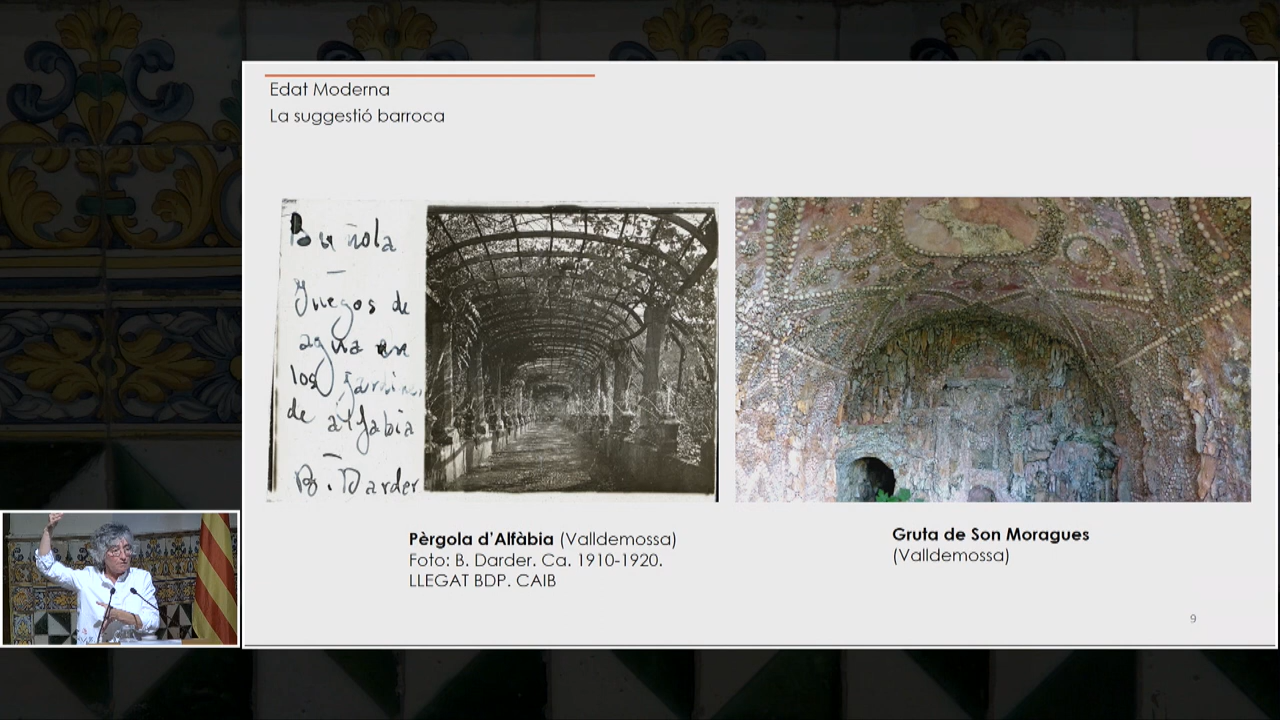 Edat Moderna
La suggestió barroca
Buñola
Juegos de
agua en
los jardines
de alfabia
B. Darder
Pèrgola d’Alfàbia (Valldemossa)
Foto: B. Darder. Ca. 1910-1920.
LLEGAT BDP. CAIB
Gruta de Son Moragues
(Valldemossa)
9